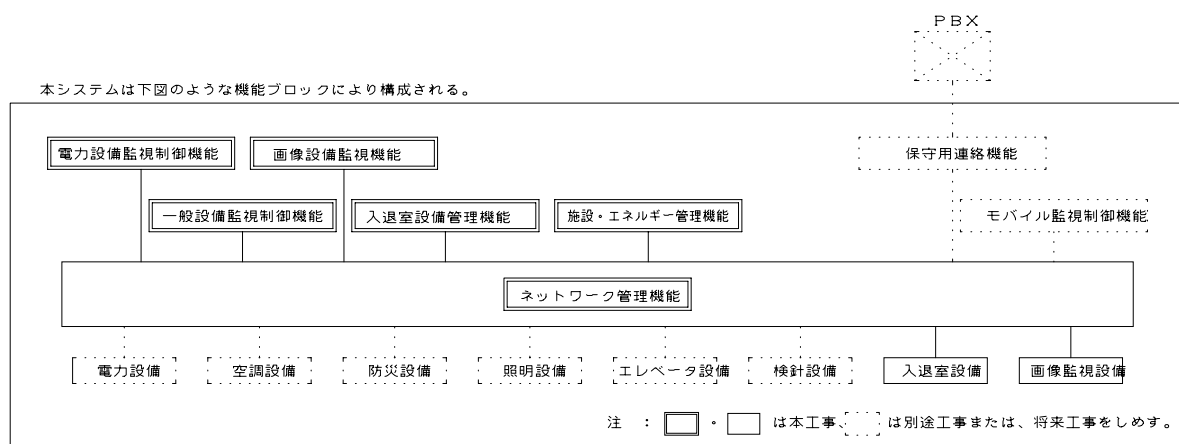 ＰＢＸ
本システムは下図のような機能ブロックにより構成される。
電力設備監視制御機能
画像設備監視機能
保守用連絡機能
一般設備監視制御機能
入退室設備管理機能
施設・エネルギー管理機能
モバイル監視制御機能
ネットワーク管理機能
電力設備
空調設備
防災設備
照明設備
エレベータ設備
検針設備
入退室設備
画像監視設備
注 ： ・ は本工事、 は別途工事または、将来工事をしめす。